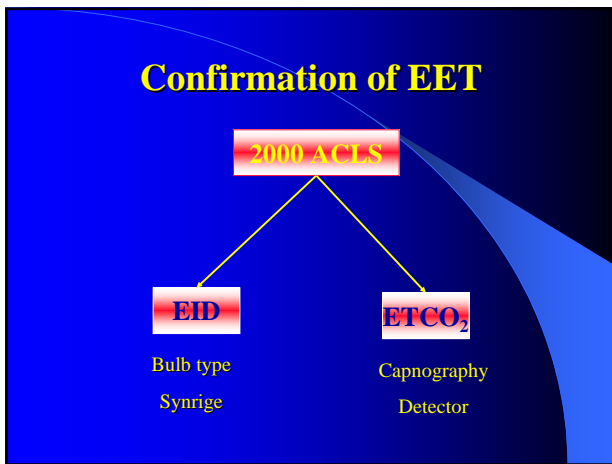 Confirmation of EET
2000 ACLS
EID
ETCO₂
Bulb type
Synrige
Capnography
Detector